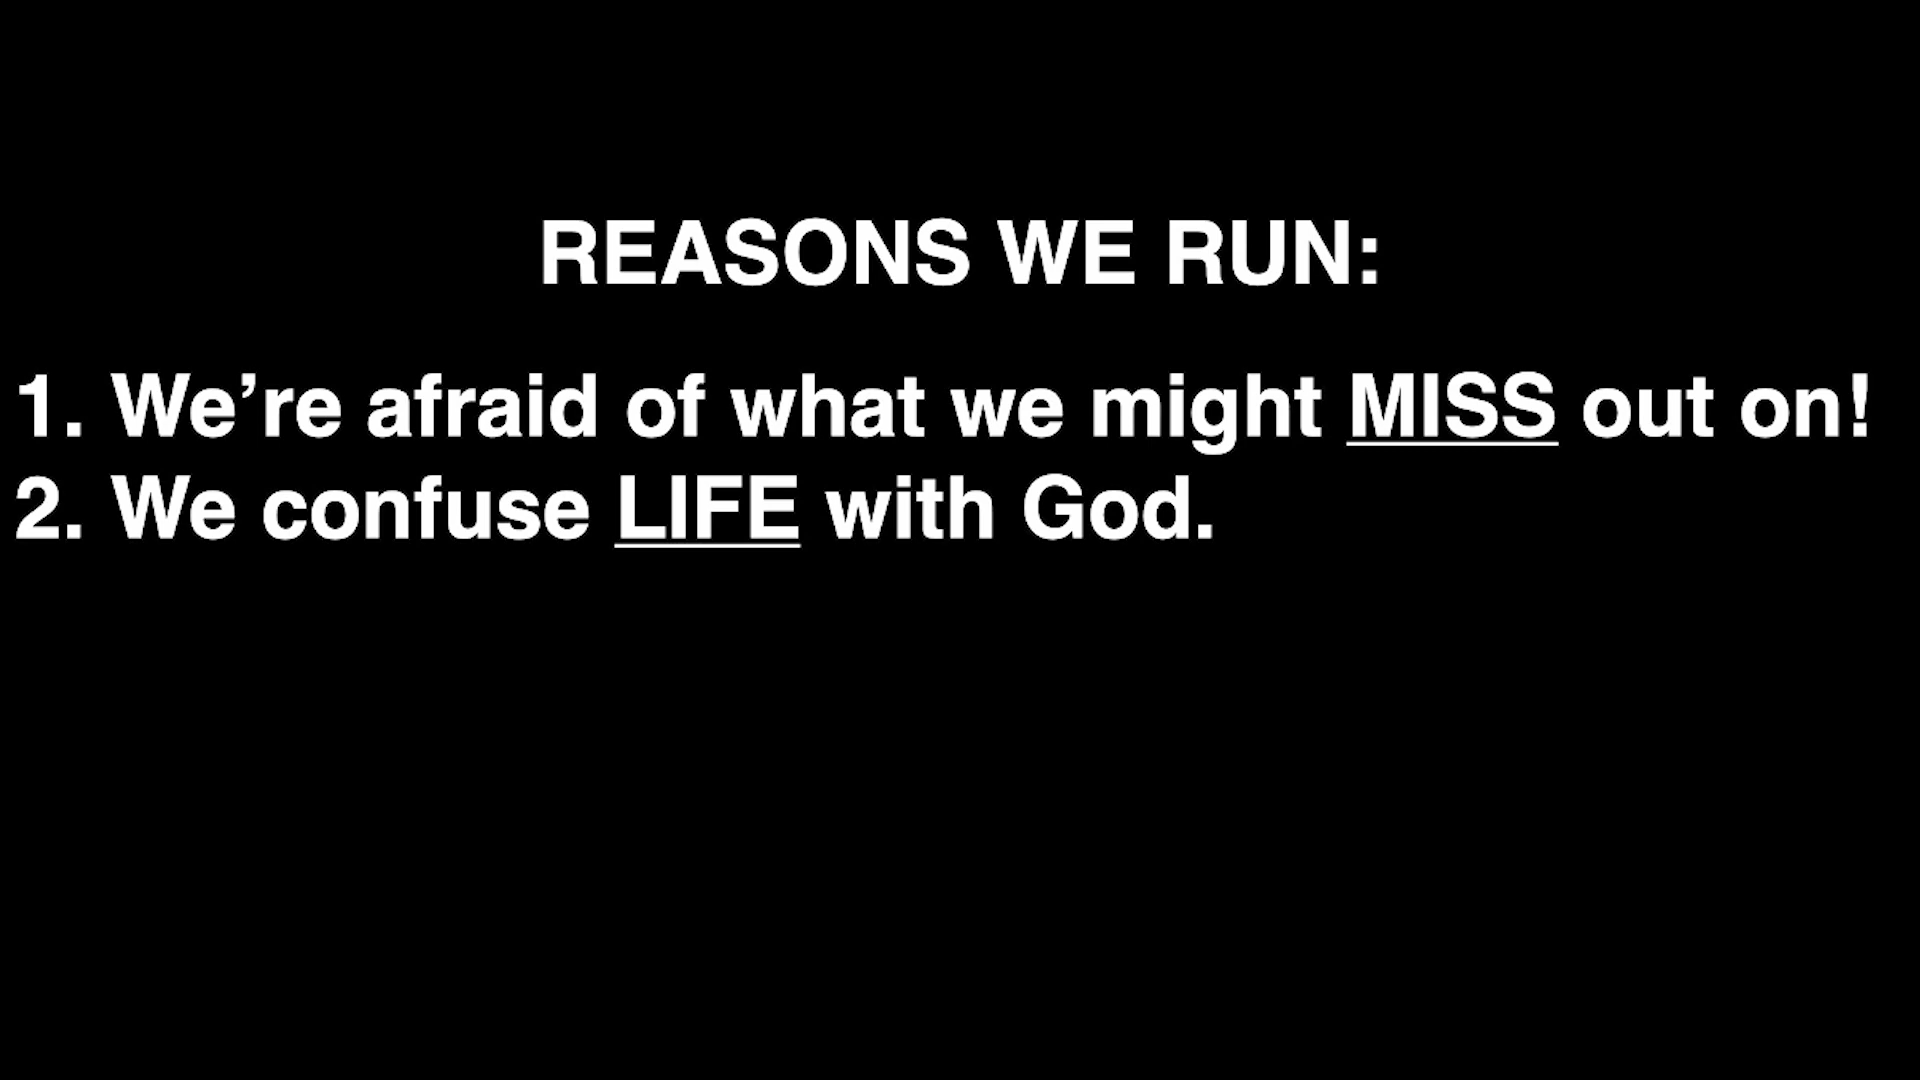 REASONS WE RUN:
1. We’re afraid of what we might MISS out on!
2. We confuse LIFE with God.